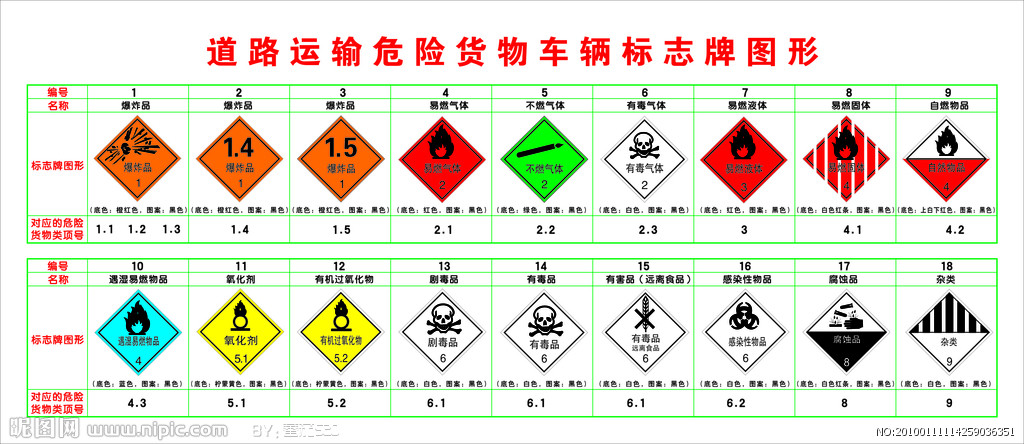 道路运输危险货物车辆标志牌图形
编号 1 2 3 4 5 6 7 8 9
名称 爆炸品 爆炸品 爆炸品 易燃气体 不燃气体 有毒气体 易燃液体 易燃固体 自燃物品
标志牌图形
1.4 1.5
爆炸品 爆炸品 爆炸品 易燃气体 不燃气体 有毒气体 易燃液体 易燃固体 自燃物品
1 1 1 2 2 2 3 4 4
(底色：橙红色，图案：黑色) (底色：橙红色，图案：黑色) (底色：橙红色，图案：黑色) (底色：红色，图案：黑色) (底色：绿色，图案：黑色) (底色：白色，图案：黑色) (底色：红色，图案：黑色) (底色：白色红条，图案：黑色) (底色：上白下红色，图案：黑色)
对应的危险
货物类项号
1.1 1.2 1.3 1.4 1.5 2.1 2.2 2.3 3 4.1 4.2
编号 10 11 12 13 14 15 16 17 18
名称 遇湿易燃物品 氧化剂 有机过氧化物 剧毒品 有毒品 有害品（远离食品） 感染性物品 腐蚀品 杂类
标志牌图形
遇湿易燃物品 氧化剂 有机过氧化物 剧毒品 有毒品 有毒品 感染性物品 腐蚀品 杂类
远离食品
4 5.1 5.2 6 6 6 6 8 9
(底色：蓝色，图案：黑色) (底色：柠檬黄色，图案：黑色) (底色：柠檬黄色，图案：黑色) (底色：白色，图案：黑色) (底色：白色，图案：黑色) (底色：白色，图案：黑色) (底色：白色，图案：黑色) (底色：白色红条，图案：黑色) (底色：白色，图案：黑色)
对应的危险
货物类项号
4.3 5.1 5.2 6.1 6.1 6.1 6.2 8 9
昵图网 www.nipic.com BY:
NO:20100111114259036351